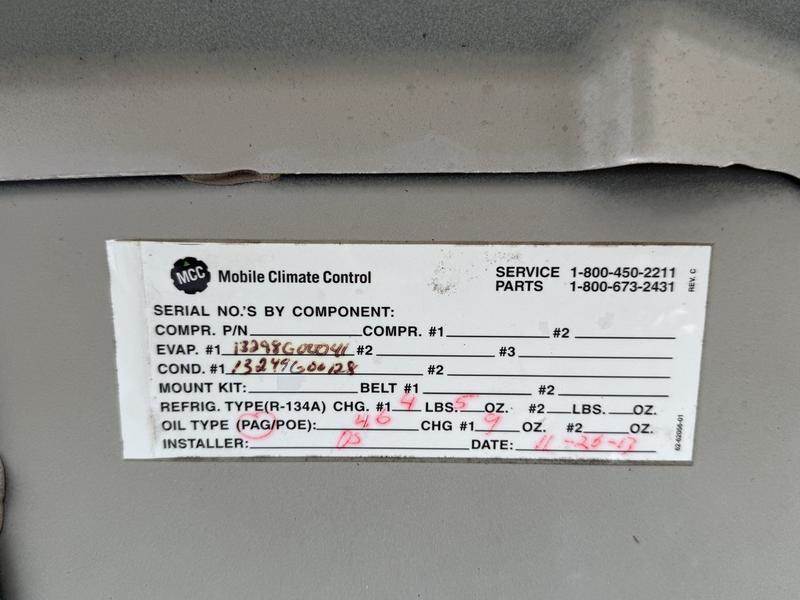 MCC Mobile Climate Control
SERVICE 1-800-450-2211
PARTS 1-800-673-2431
REV. C
SERIAL NO.'S BY COMPONENT:
COMPR. P/N COMPR. #1 #2
EVAP. #1 #2 #3
COND. #1 13249G00128 #2
MOUNT KIT: BELT #1 #2
REFRIG. TYPE(R-134A) CHG. #1 4 LBS. 5 OZ. #2 LBS. OZ.
OIL TYPE (PAG/POE): 46 CHG #1 9 OZ. #2 OZ.
INSTALLER: DATE: 11-25-13